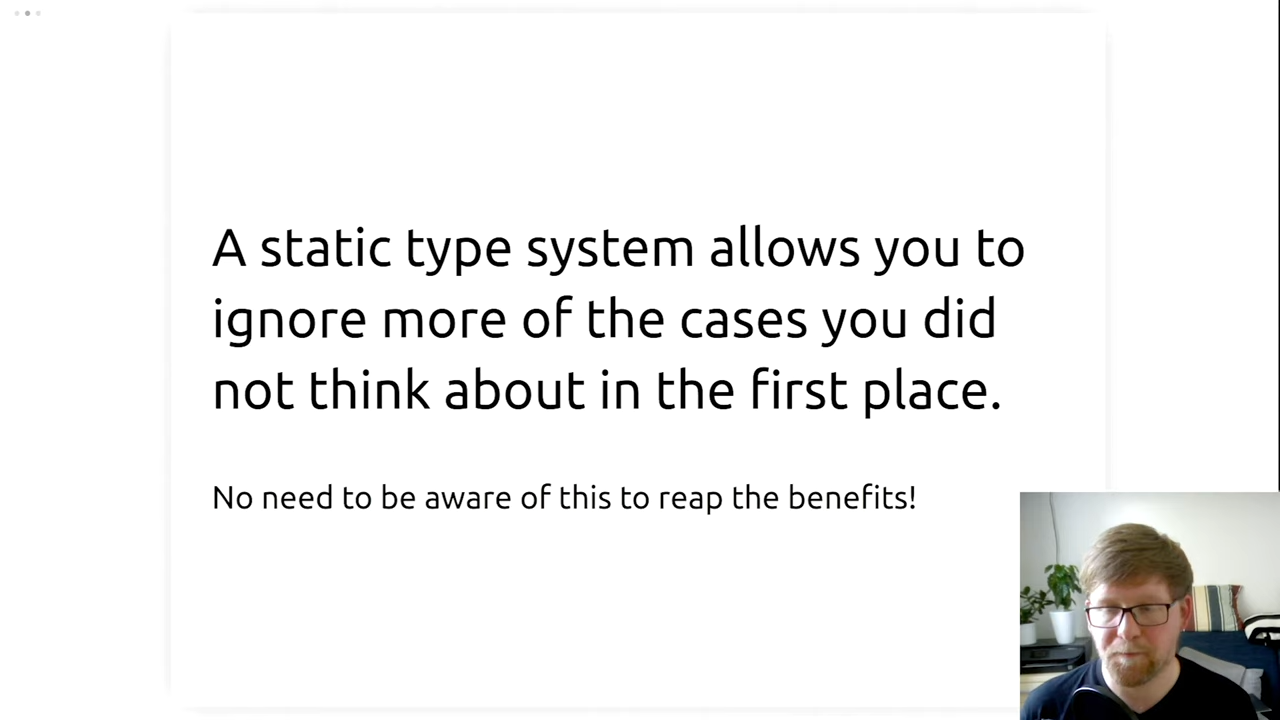 A static type system allows you to
ignore more of the cases you did
not think about in the first place.
No need to be aware of this to reap the benefits!